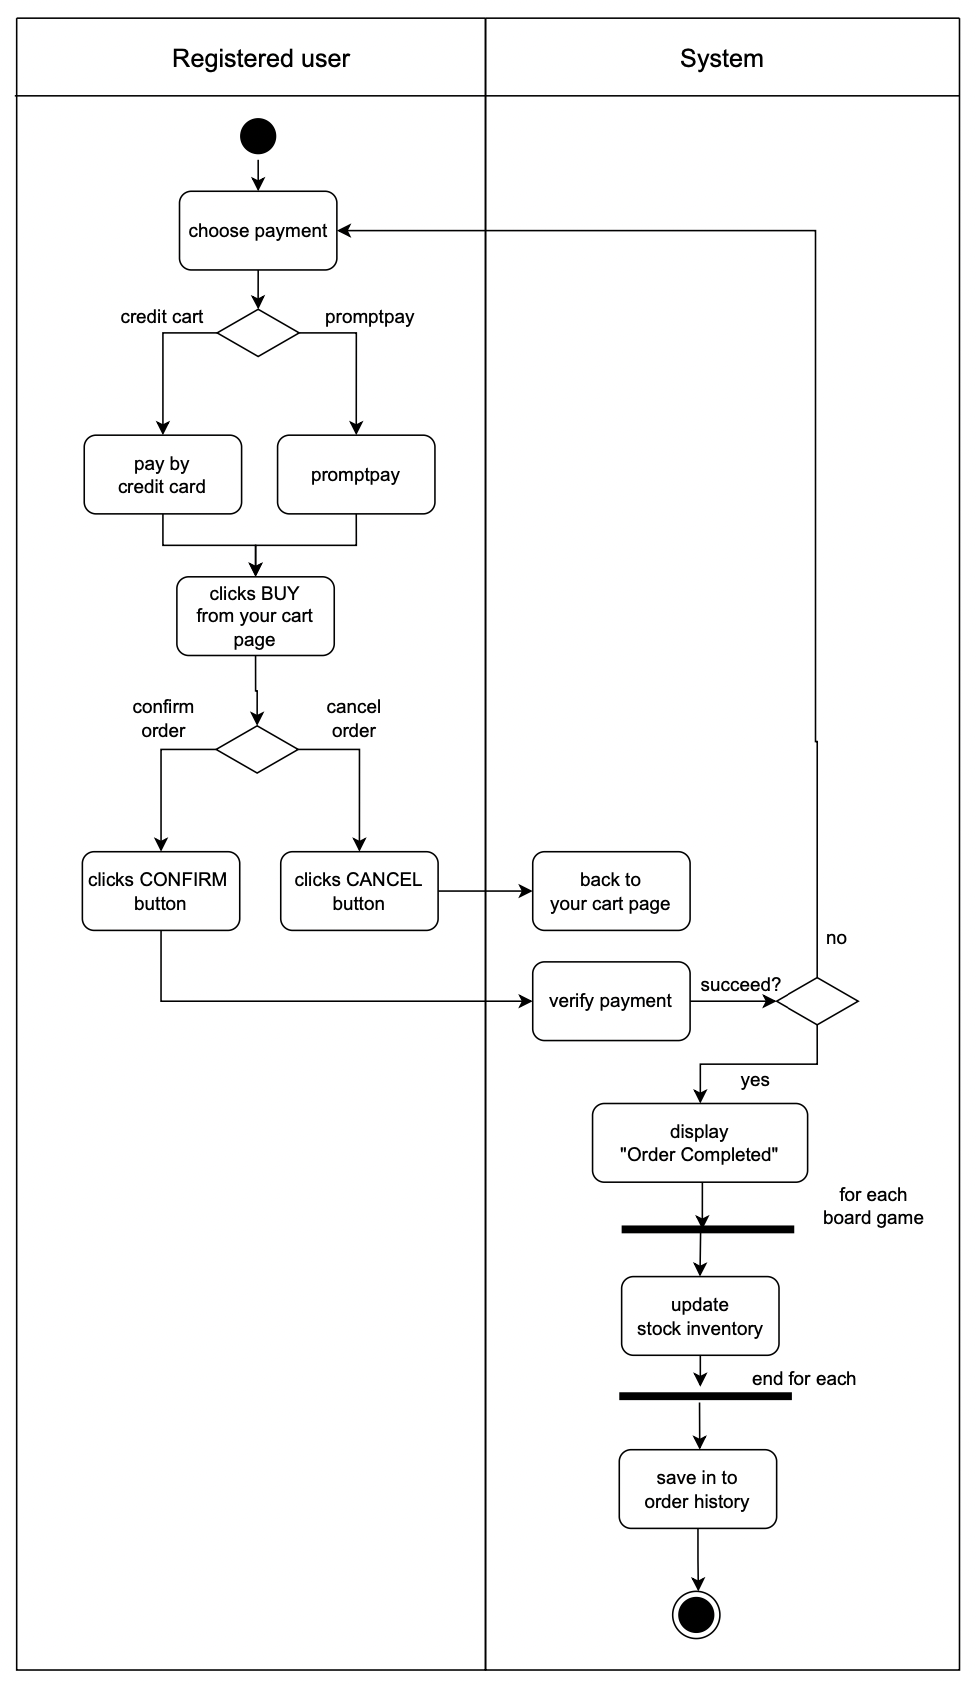 Registered user
System
choose payment
credit cart
promptpay
pay by
credit card
promptpay
clicks BUY
from your cart
page
confirm
order
cancel
order
clicks CONFIRM
button
clicks CANCEL
button
back to
your cart page
no
verify payment
succeed?
yes
display
"Order Completed"
for each
board game
update
stock inventory
end for each
save in to
order history